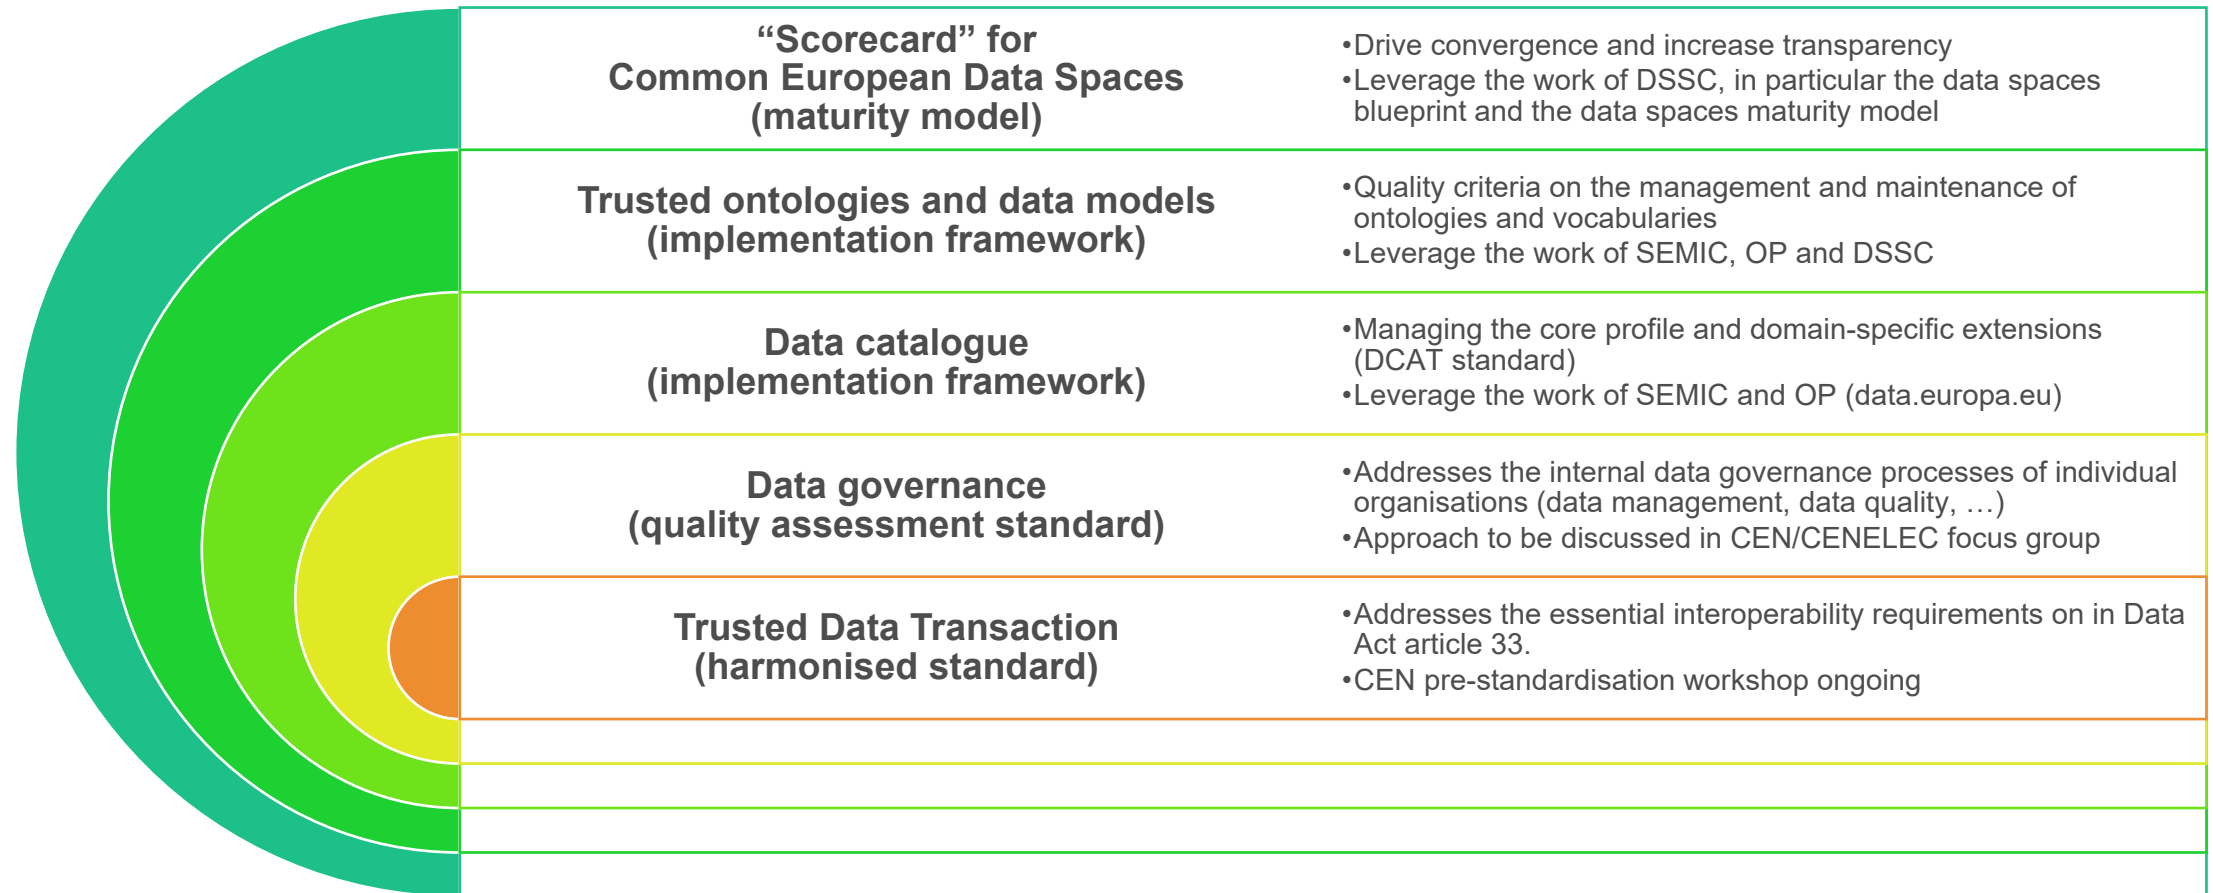 “Scorecard” for
Common European Data Spaces
(maturity model)
•Drive convergence and increase transparency
•Leverage the work of DSSC, in particular the data spaces
blueprint and the data spaces maturity model
Trusted ontologies and data models
(implementation framework)
•Quality criteria on the management and maintenance of
ontologies and vocabularies
•Leverage the work of SEMIC, OP and DSSC
Data catalogue
(implementation framework)
•Managing the core profile and domain-specific extensions
(DCAT standard)
•Leverage the work of SEMIC and OP (data.europa.eu)
Data governance
(quality assessment standard)
•Addresses the internal data governance processes of individual
organisations (data management, data quality, …)
•Approach to be discussed in CEN/CENELEC focus group
Trusted Data Transaction
(harmonised standard)
•Addresses the essential interoperability requirements on in Data
Act article 33.
•CEN pre-standardisation workshop ongoing